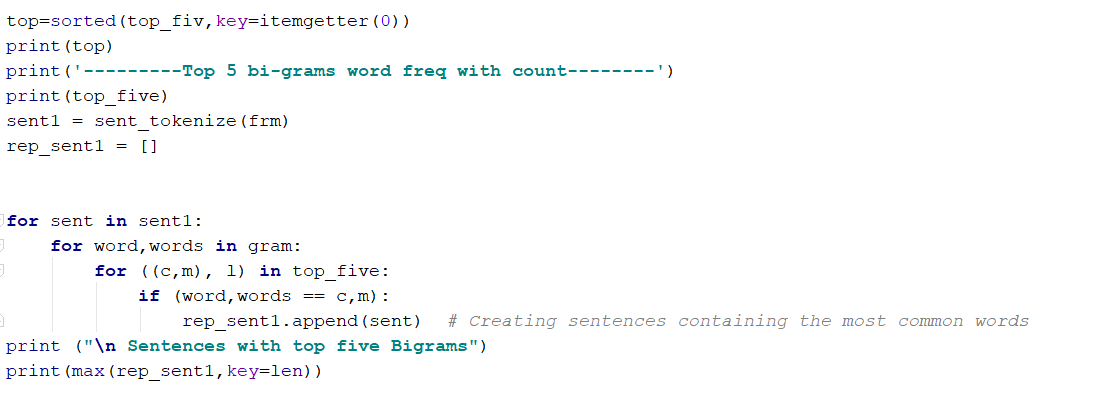 top=sorted(top_fiv,key=itemgetter(0))
print(top)
print('---------Top 5 bi-grams word freq with count--------')
print(top_five)
sent1 = sent_tokenize(frm)
rep_sent1 = []
for sent in sent1:
    for word,words in gram:
        for ((c,m), l) in top_five:
            if (word,words == c,m):
                rep_sent1.append(sent)  # Creating sentences containing the most common words
print ("\n Sentences with top five Bigrams")
print(max(rep_sent1,key=len))